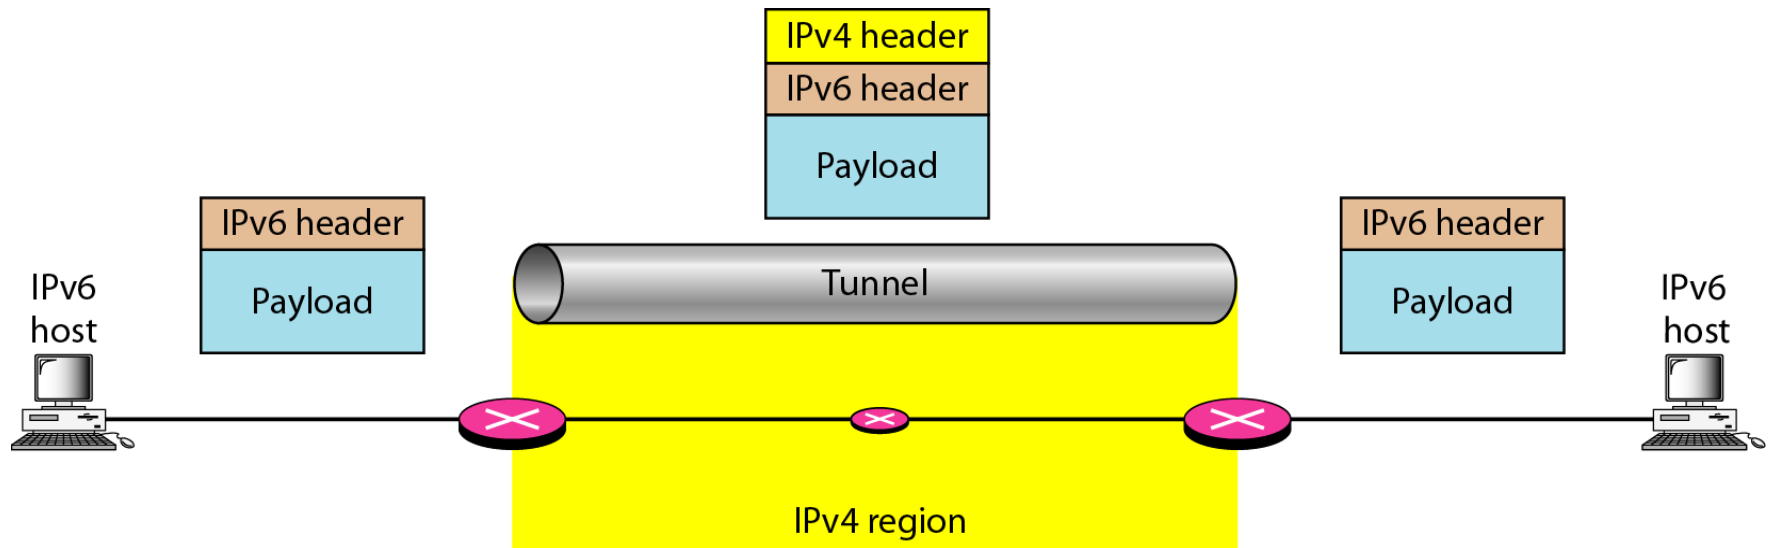 IPv4 header
IPv6 header
Payload
IPv6 header
Payload
IPv6 header
Payload
Tunnel
IPv6
host
IPv6
host
IPv4 region